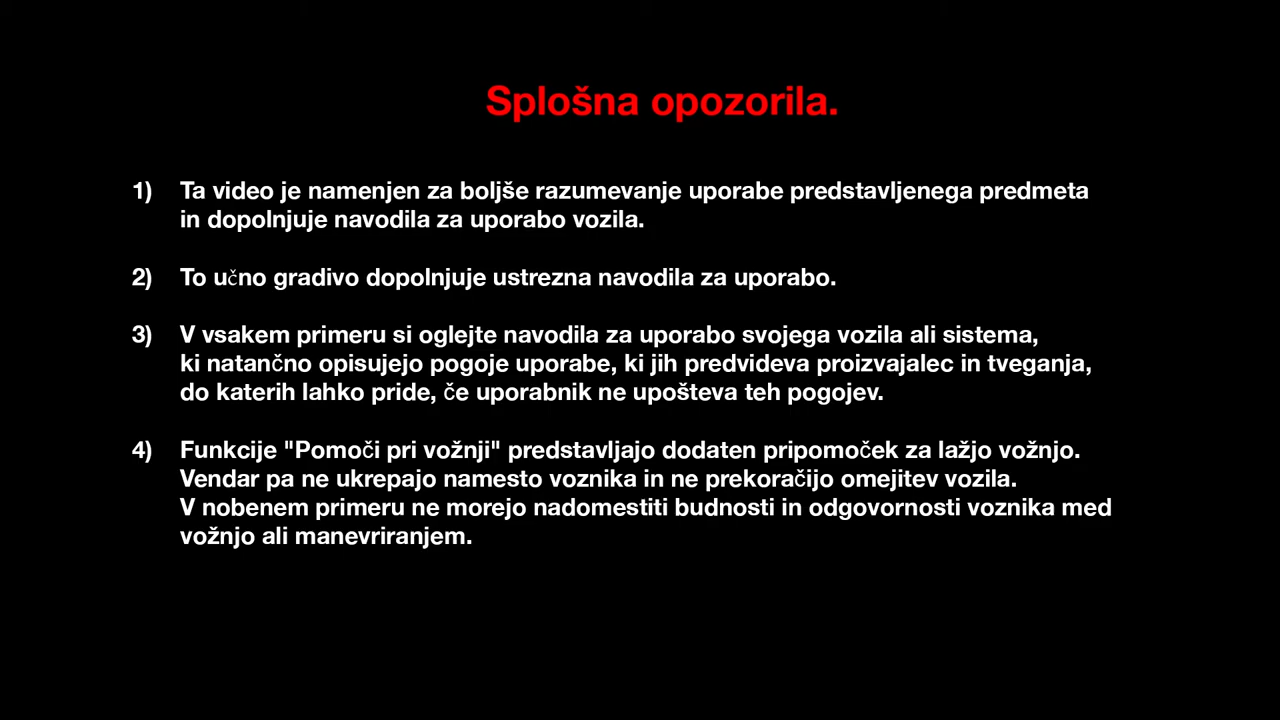 Splošna opozorila.
1) Ta video je namenjen za boljše razumevanje uporabe predstavljenega predmeta
in dopolnjuje navodila za uporabo vozila.
2) To učno gradivo dopolnjuje ustrezna navodila za uporabo.
3) V vsakem primeru si oglejte navodila za uporabo svojega vozila ali sistema,
ki natančno opisujejo pogoje uporabe, ki jih predvideva proizvajalec in tveganja,
do katerih lahko pride, če uporabnik ne upošteva teh pogojev.
4) Funkcije "Pomoči pri vožnji" predstavljajo dodaten pripomoček za lažjo vožnjo.
Vendar pa ne ukrepajo namesto voznika in ne prekoračijo omejitev vozila.
V nobenem primeru ne morejo nadomestiti budnosti in odgovornosti voznika med
vožnjo ali manevriranjem.